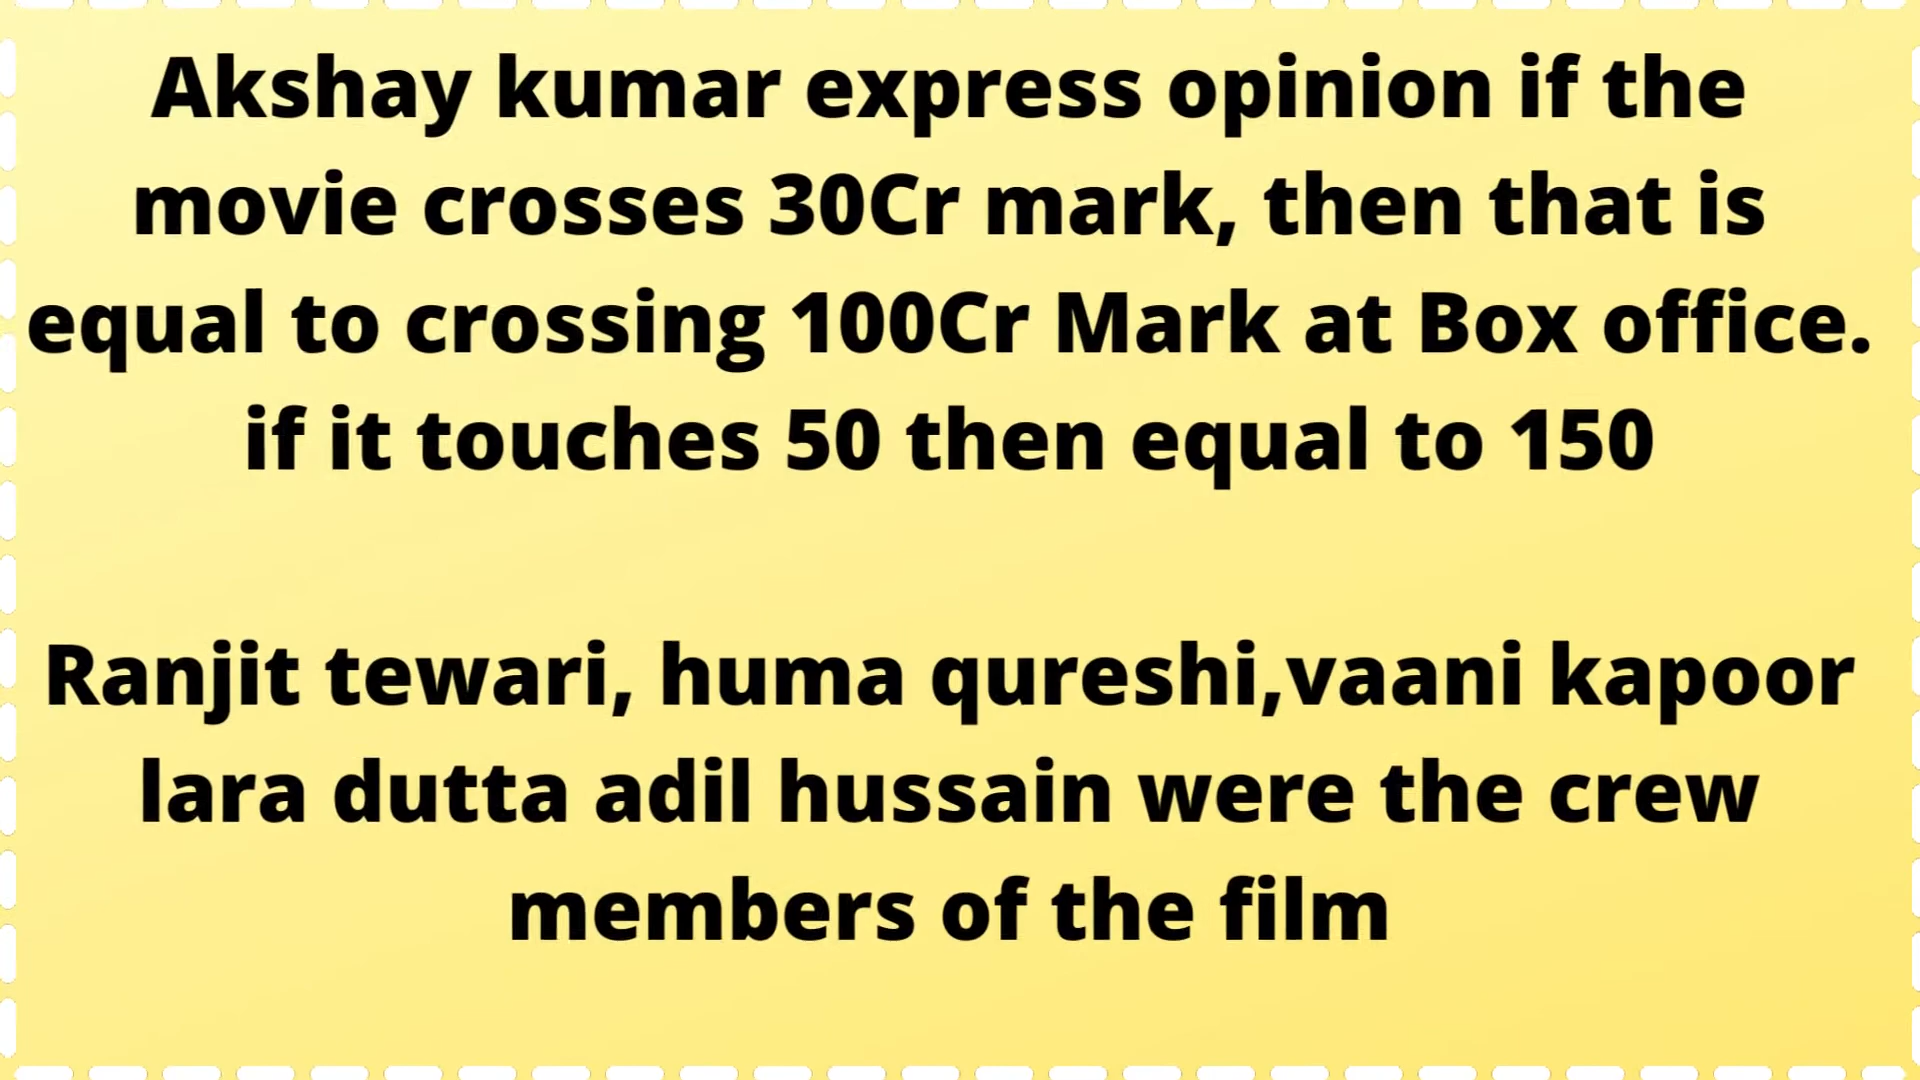 Akshay kumar express opinion if the
movie crosses 30Cr mark, then that is
equal to crossing 100Cr Mark at Box office.
if it touches 50 then equal to 150
Ranjit tewari, huma qureshi,vaani kapoor
lara dutta adil hussain were the crew
members of the film